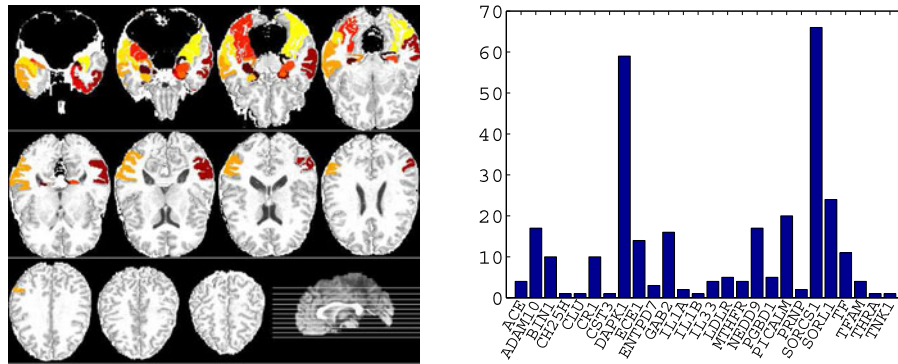 70
60
50
40
30
20
10
0
ACE
ADAM10
BIN1
CH25H
CLU
CR1
CST3
DAPK1
ECE1
ENTPD7
GAB2
IL1A
IL1B
IL33
LDLR
MTHFR
NEDD9
PGBD1
PICALM
PRNP
SORCS1
SORL1
TF
TFAM
THRA
TNK1